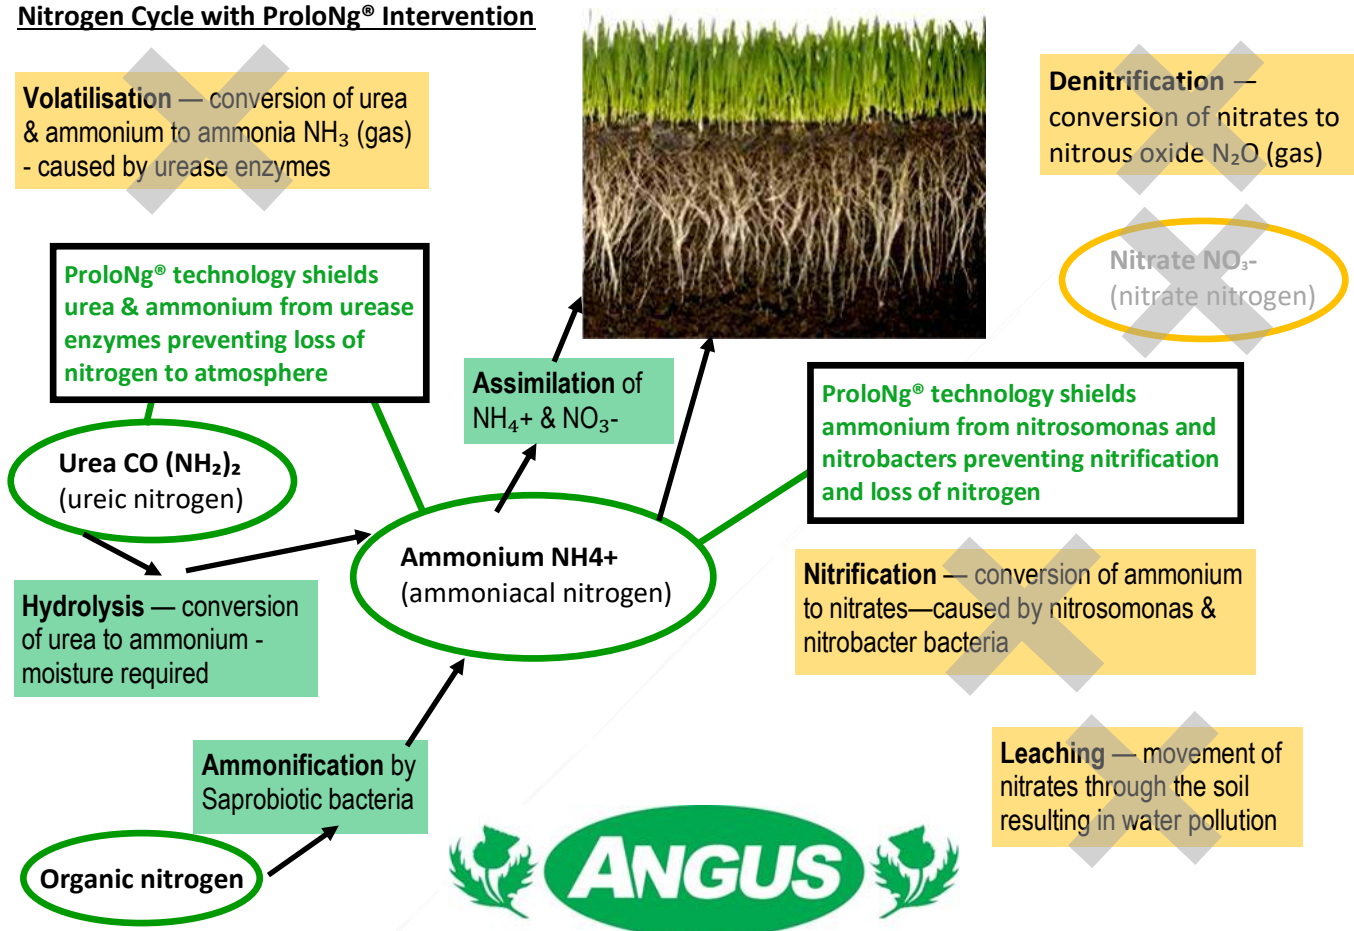 Nitrogen Cycle with ProloNg® Intervention
Volatilisation — conversion of urea
& ammonium to ammonia NH₃ (gas)
- caused by urease enzymes
Denitrification —
conversion of nitrates to
nitrous oxide N₂O (gas)
Nitrate NO₃-
(nitrate nitrogen)
ProloNg® technology shields
urea & ammonium from urease
enzymes preventing loss of
nitrogen to atmosphere
Assimilation of
NH₄+ & NO₃-
ProloNg® technology shields
ammonium from nitrosomonas and
nitrobacters preventing nitrification
and loss of nitrogen
Urea CO (NH₂)₂
(ureic nitrogen)
Ammonium NH4+
(ammoniacal nitrogen)
Hydrolysis — conversion
of urea to ammonium -
moisture required
Nitrification — conversion of ammonium
to nitrates—caused by nitrosomonas &
nitrobacter bacteria
Ammonification by
Saprobiotic bacteria
Leaching — movement of
nitrates through the soil
resulting in water pollution
Organic nitrogen
ANGUS